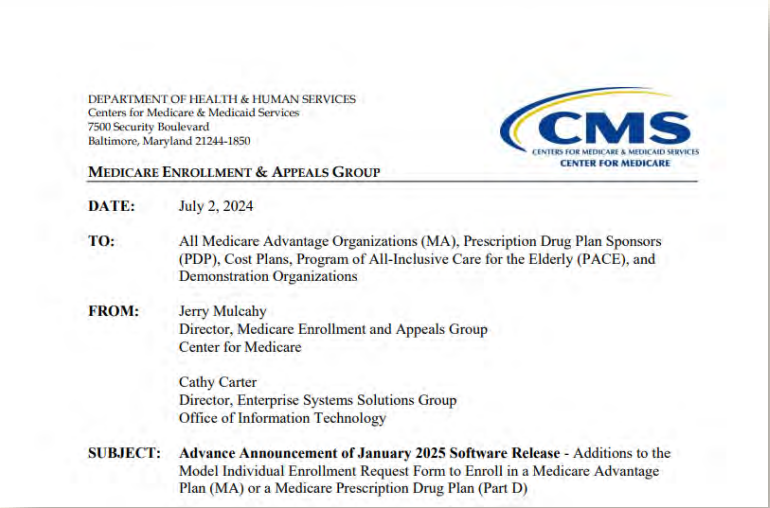 DEPARTMENT OF HEALTH & HUMAN SERVICES
Centers for Medicare & Medicaid Services
7500 Security Boulevard
Baltimore, Maryland 21244-1850
CMS
CENTERS FOR MEDICARE & MEDICAID SERVICES
CENTER FOR MEDICARE
MEDICARE ENROLLMENT & APPEALS GROUP
DATE: July 2, 2024
TO: All Medicare Advantage Organizations (MA), Prescription Drug Plan Sponsors
(PDP), Cost Plans, Program of All-Inclusive Care for the Elderly (PACE), and
Demonstration Organizations
FROM: Jerry Mulcahy
Director, Medicare Enrollment and Appeals Group
Center for Medicare
Cathy Carter
Director, Enterprise Systems Solutions Group
Office of Information Technology
SUBJECT: Advance Announcement of January 2025 Software Release - Additions to the
Model Individual Enrollment Request Form to Enroll in a Medicare Advantage
Plan (MA) or a Medicare Prescription Drug Plan (Part D)